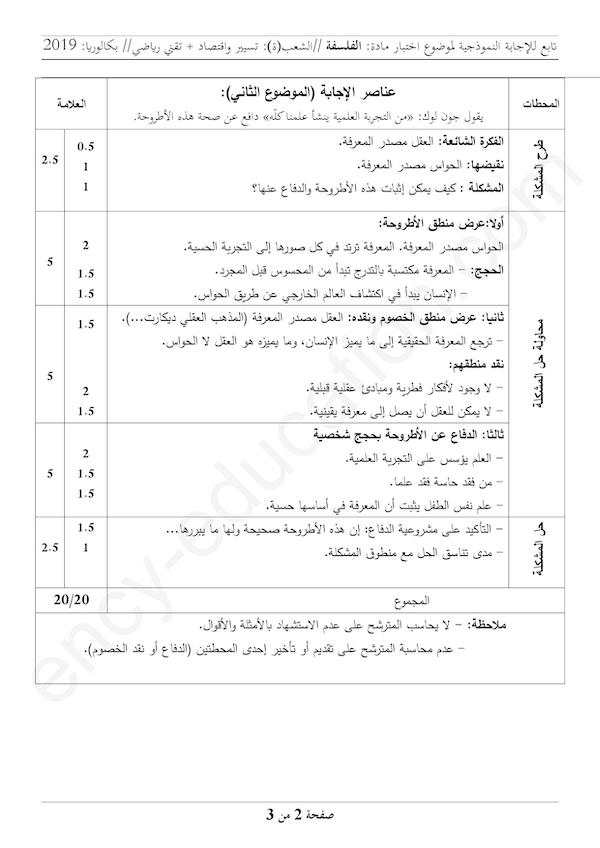 تابع للإجابة النموذجية لموضوع اختبار مادة: الفلسفة //الشعب(ة): تسيير واقتصاد + تقني رياضي// بكالوريا: 2019
المحطات
عناصر الإجابة (الموضوع الثاني):
العلامة
يقول جون لوك: «من التجربة العلمية ينشأ علمنا كلّه» دافع عن صحة هذه الأطروحة.
طرح المشكلة
الفكرة الشائعة: العقل مصدر المعرفة.
0.5
2.5
نقيضها: الحواس مصدر المعرفة.
1
المشكلة : كيف يمكن إثبات هذه الأطروحة والدفاع عنها؟
1
محاولة حل المشكلة
أولا:عرض منطق الأطروحة:
الحواس مصدر المعرفة. المعرفة ترتد في كل صورها إلى التجربة الحسية.
2
5
الحجج: – المعرفة مكتسبة بالتدرج تبدأ من المحسوس قبل المجرد.
1.5
– الإنسان يبدأ في اكتشاف العالم الخارجي عن طريق الحواس.
1.5
ثانيا: عرض منطق الخصوم ونقده: العقل مصدر المعرفة (المذهب العقلي ديكارت...).
1.5
– ترجع المعرفة الحقيقية إلى ما يميز الإنسان، وما يميزه هو العقل لا الحواس.
نقد منطقهم:
5
– لا وجود لأفكار فطرية ومبادئ عقلية قبلية.
2
– لا يمكن للعقل أن يصل إلى معرفة يقينية.
1.5
ثالثا: الدفاع عن الأطروحة بحجج شخصية
– العلم يؤسس على التجربة العلمية.
2
– من فقد حاسة فقد علما.
1.5
5
– علم نفس الطفل يثبت أن المعرفة في أساسها حسية.
1.5
حل المشكلة
– التأكيد على مشروعية الدفاع: إن هذه الأطروحة صحيحة ولها ما يبررها...
1.5
– مدى تناسق الحل مع منطوق المشكلة.
1
2.5
المجموع
20/20
ملاحظة: – لا يحاسب المترشح على عدم الاستشهاد بالأمثلة والأقوال.
– عدم محاسبة المترشح على تقديم أو تأخير إحدى المحطتين (الدفاع أو نقد الخصوم).
صفحة 2 من 3
ency-education.com